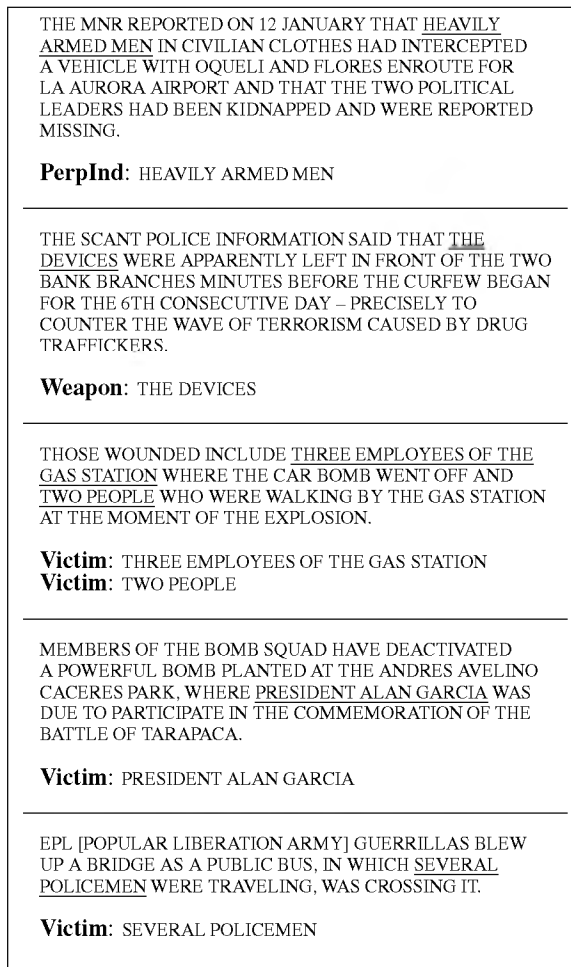 THE MNR REPORTED ON 12 JANUARY THAT HEAVILY
ARMED MEN IN CIVILIAN CLOTHES HAD INTERCEPTED
A VEHICLE WITH OQUELI AND FLORES ENROUTE FOR
LA AURORA AIRPORT AND THAT THE TWO POLITICAL
LEADERS HAD BEEN KIDNAPPED AND WERE REPORTED
MISSING.
PerpInd: HEAVILY ARMED MEN
THE SCANT POLICE INFORMATION SAID THAT THE
DEVICES WERE APPARENTLY LEFT IN FRONT OF THE TWO
BANK BRANCHES MINUTES BEFORE THE CURFEW BEGAN
FOR THE 6TH CONSECUTIVE DAY – PRECISELY TO
COUNTER THE WAVE OF TERRORISM CAUSED BY DRUG
TRAFFICKERS.
Weapon: THE DEVICES
THOSE WOUNDED INCLUDE THREE EMPLOYEES OF THE
GAS STATION WHERE THE CAR BOMB WENT OFF AND
TWO PEOPLE WHO WERE WALKING BY THE GAS STATION
AT THE MOMENT OF THE EXPLOSION.
Victim: THREE EMPLOYEES OF THE GAS STATION
Victim: TWO PEOPLE
MEMBERS OF THE BOMB SQUAD HAVE DEACTIVATED
A POWERFUL BOMB PLANTED AT THE ANDRES AVELINO
CACERES PARK, WHERE PRESIDENT ALAN GARCIA WAS
DUE TO PARTICIPATE IN THE COMMEMORATION OF THE
BATTLE OF TARAPACA.
Victim: PRESIDENT ALAN GARCIA
EPL [POPULAR LIBERATION ARMY] GUERRILLAS BLEW
UP A BRIDGE AS A PUBLIC BUS, IN WHICH SEVERAL
POLICEMEN WERE TRAVELING, WAS CROSSING IT.
Victim: SEVERAL POLICEMEN